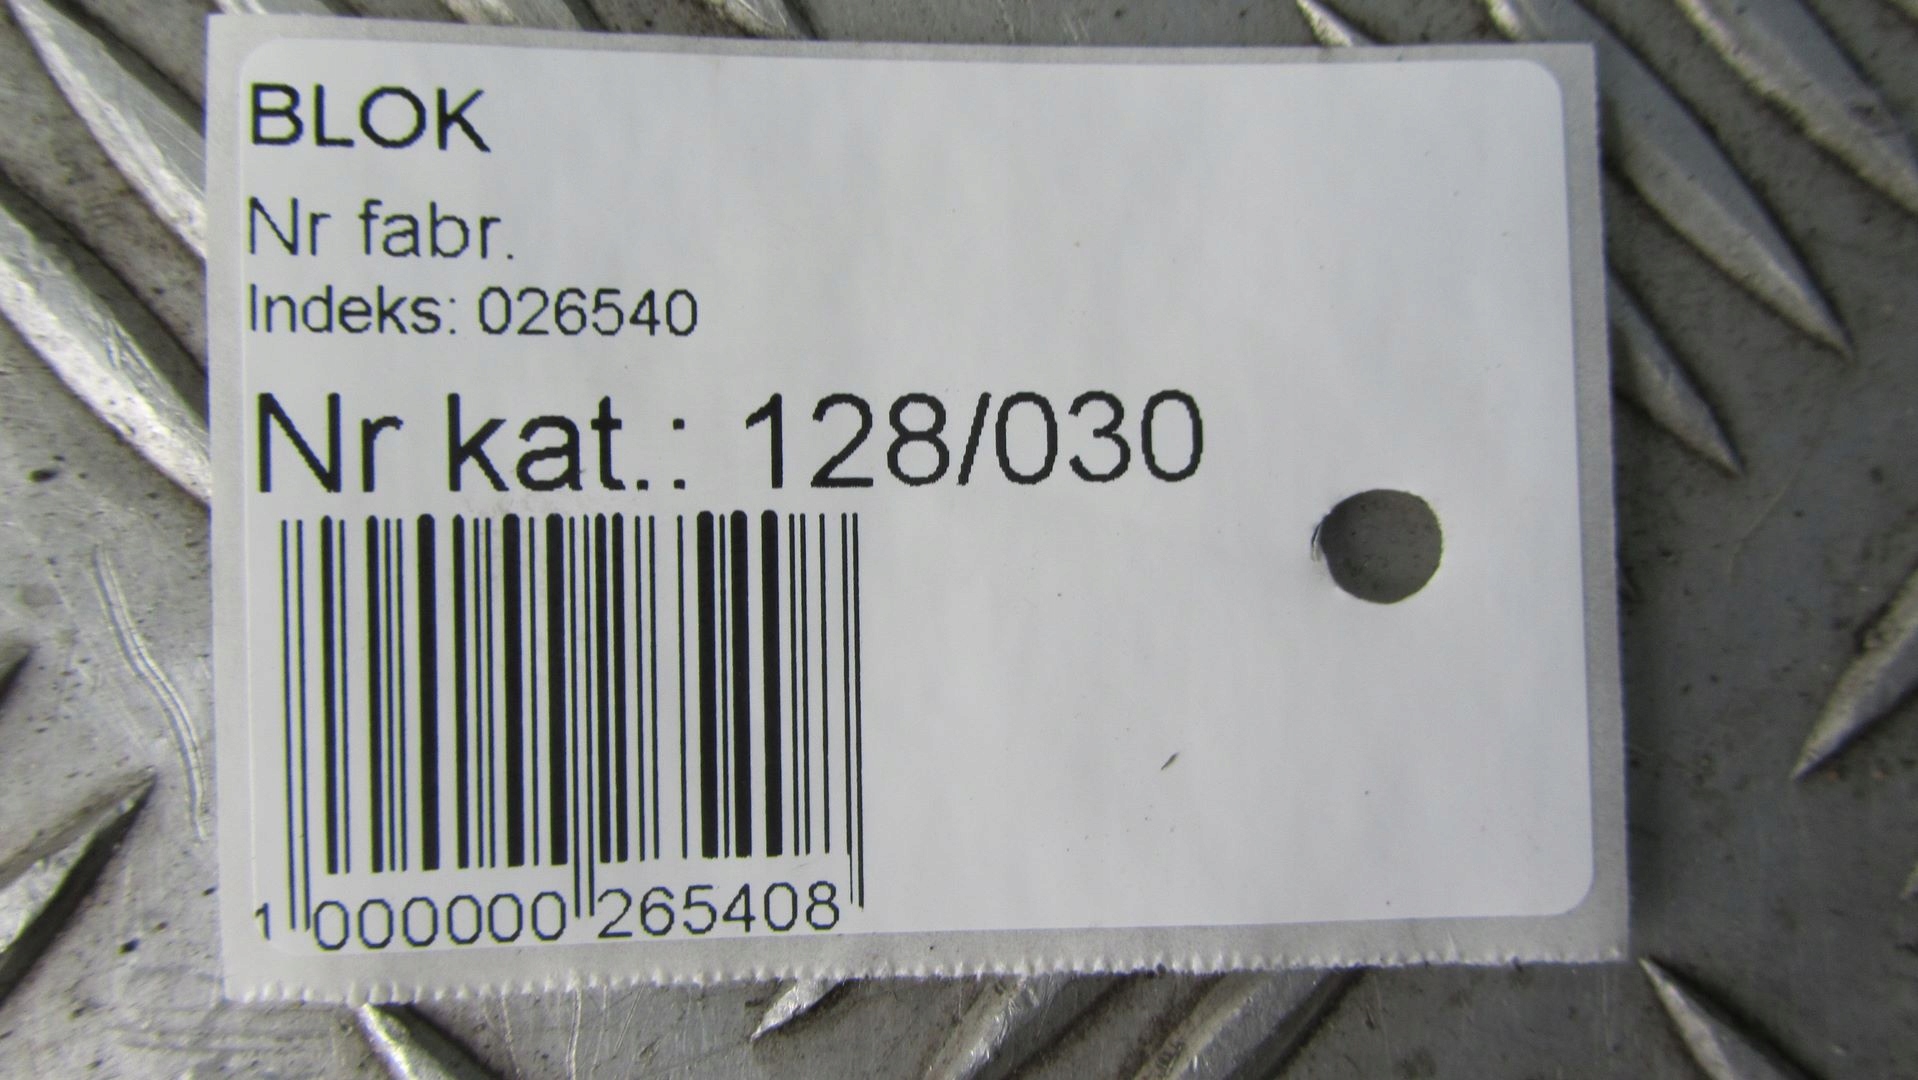 BLOK
Nr fabr.
Indeks: 026540
Nr kat.: 128/030
1 000000 265408